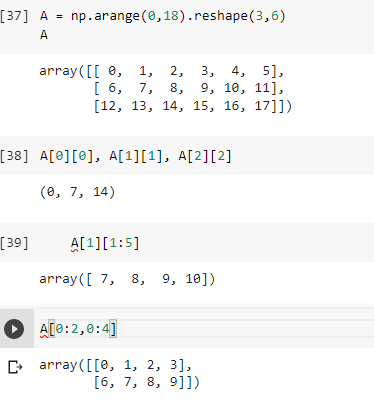 [37] A = np.arange(0,18).reshape(3,6)
A
array([[ 0,  1,  2,  3,  4,  5],
       [ 6,  7,  8,  9, 10, 11],
       [12, 13, 14, 15, 16, 17]])
[38] A[0][0], A[1][1], A[2][2]
(0, 7, 14)
[39] A[1][1:5]
array([ 7,  8,  9, 10])
A[0:2,0:4]
array([[0, 1, 2, 3],
       [6, 7, 8, 9]])